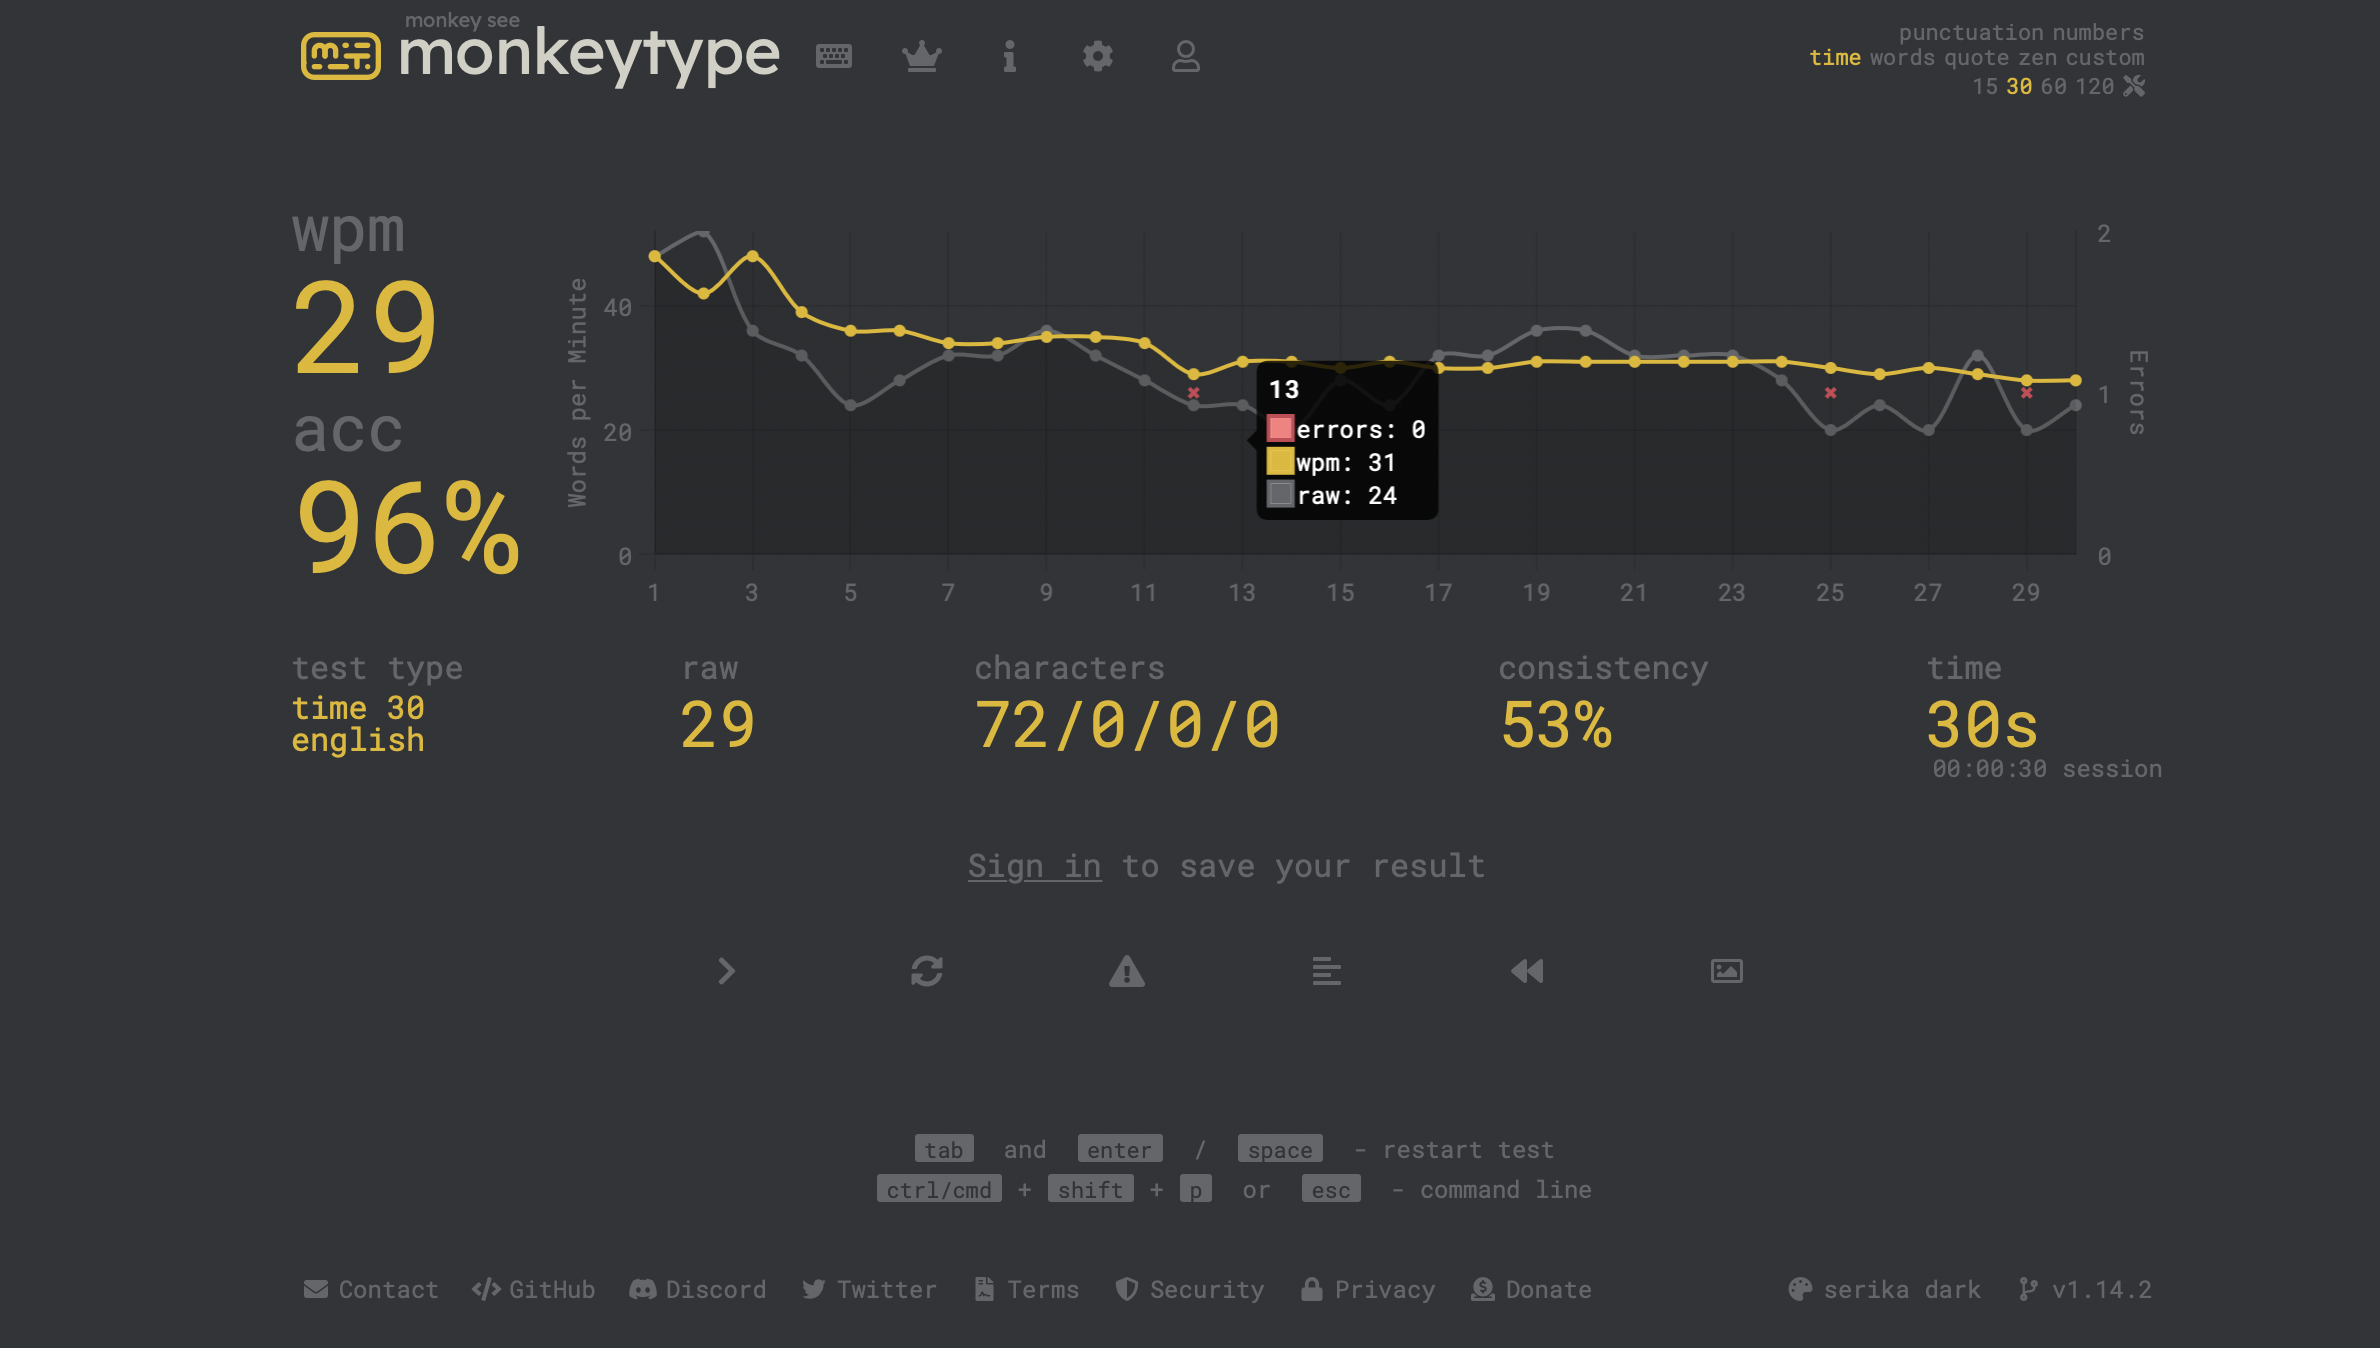 monkey see
monkeytype
punctuation numbers
time words quote zen custom
15 30 60 120
wpm
29
acc
96%
Words per Minute
40
20
0
2
1
0
Errors
13
errors: 0
wpm: 31
raw: 24
1 3 5 7 9 11 13 15 17 19 21 23 25 27 29
test type
time 30
english
raw
29
characters
72/0/0/0
consistency
53%
time
30s
00:00:30 session
Sign in to save your result
tab and enter / space - restart test
ctrl/cmd + shift + p or esc - command line
Contact GitHub Discord Twitter Terms Security Privacy Donate serika dark v1.14.2